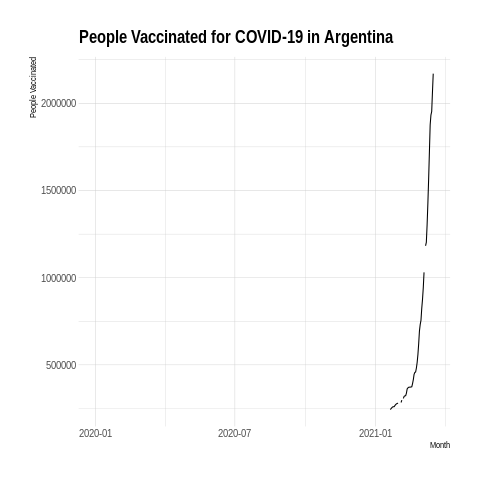 People Vaccinated for COVID-19 in Argentina
People Vaccinated
2000000
1500000
1000000
500000
2020-01
2020-07
2021-01
Month